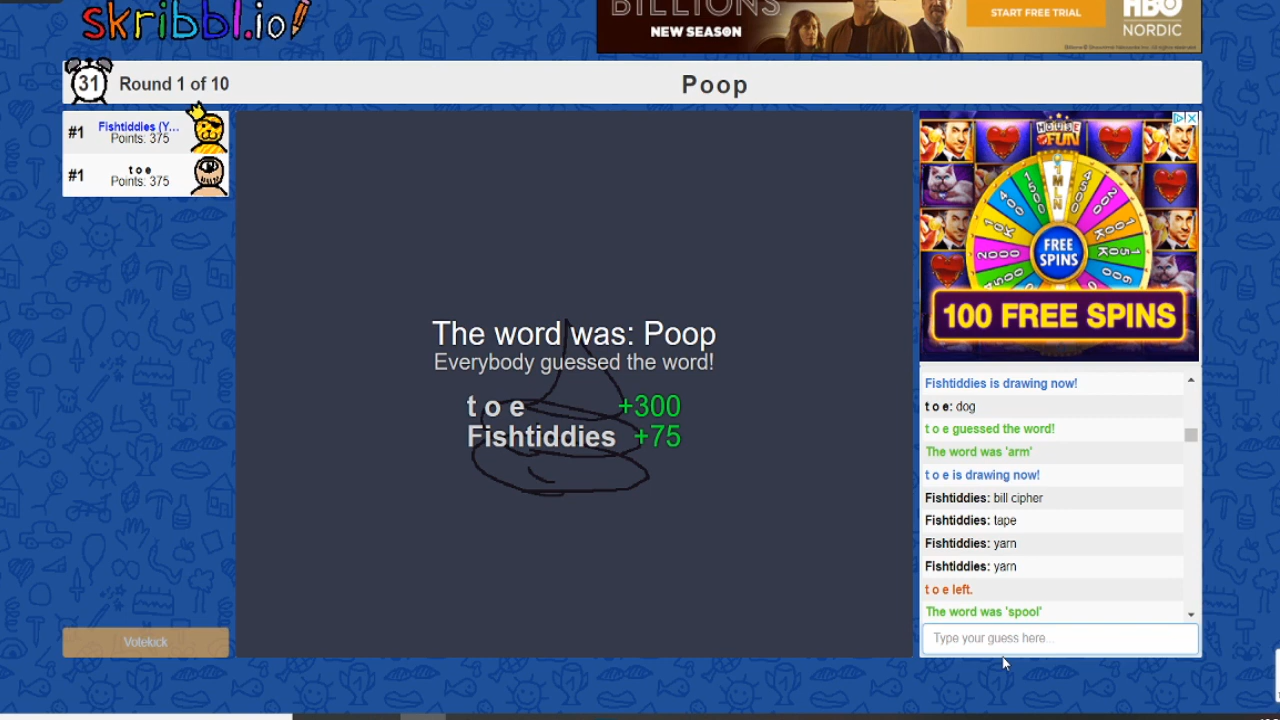 skribbl.io
BILLIONS
NEW SEASON
START FREE TRIAL
HBO
NORDIC
31
Round 1 of 10
Poop
#1
Fishtiddies (Y...
Points: 375
#1
t o e
Points: 375
The word was: Poop
Everybody guessed the word!
t o e +300
Fishtiddies +75
Votekick
HOUSE of FUN
FREE
SPINS
100 FREE SPINS
Fishtiddies is drawing now!
t o e: dog
t o e guessed the word!
The word was 'arm'
t o e is drawing now!
Fishtiddies: bill cipher
Fishtiddies: tape
Fishtiddies: yarn
Fishtiddies: yarn
t o e left.
The word was 'spool'
Type your guess here...